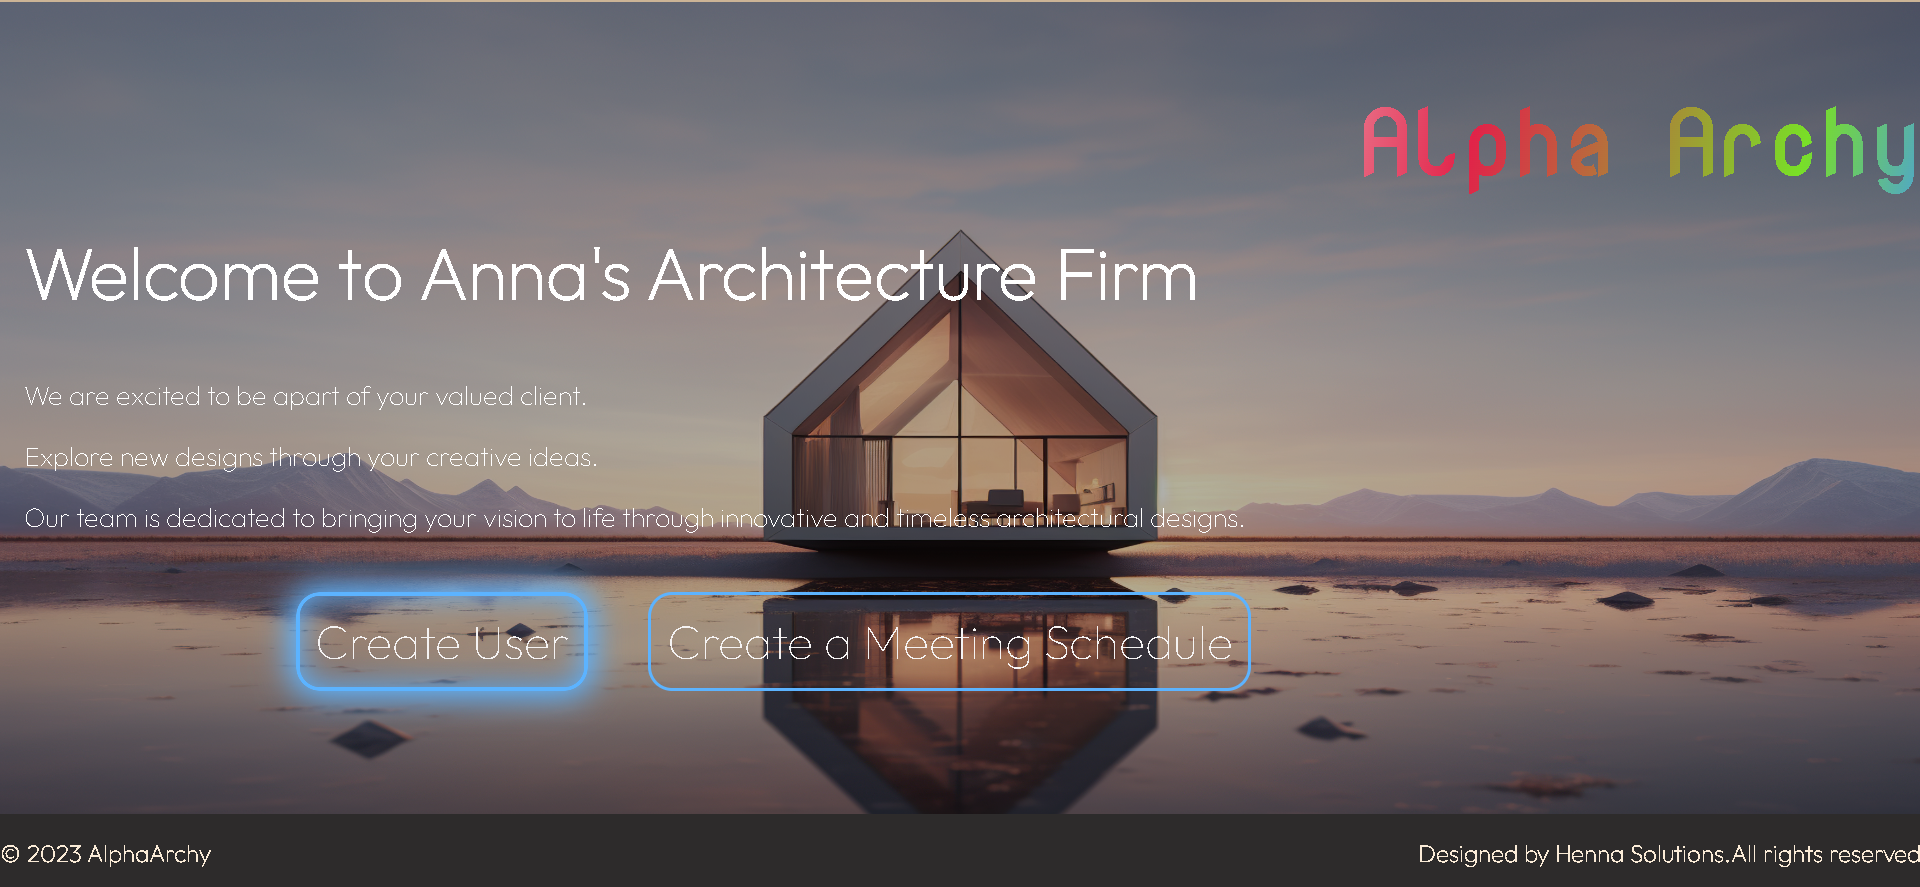 Alpha Archy
Welcome to Anna's Architecture Firm
We are excited to be apart of your valued client.
Explore new designs through your creative ideas.
Our team is dedicated to bringing your vision to life through innovative and timeless architectural designs.
Create User
Create a Meeting Schedule
© 2023 AlphaArchy
Designed by Henna Solutions.All rights reserved